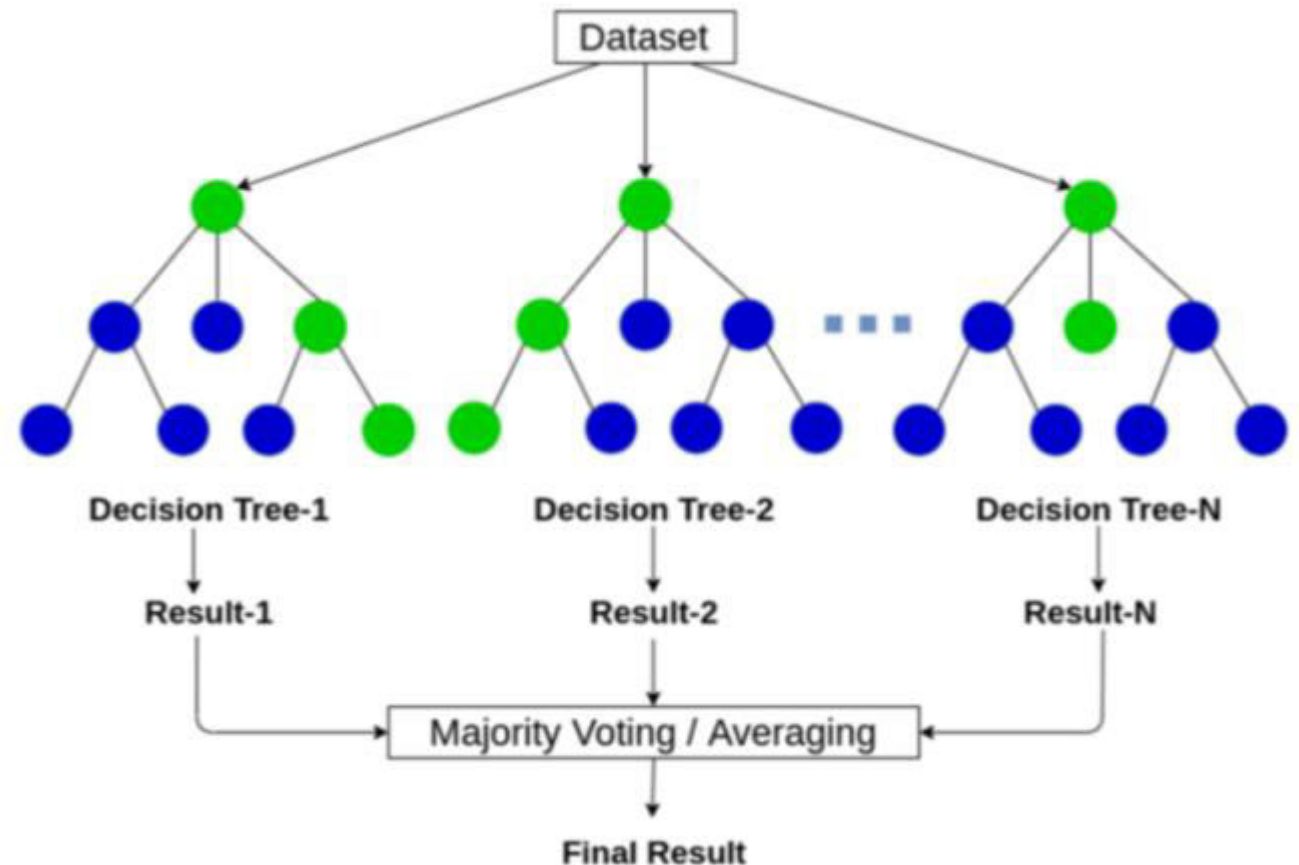 Dataset
Decision Tree-1
Decision Tree-2
Decision Tree-N
Result-1
Result-2
Result-N
Majority Voting / Averaging
Final Result